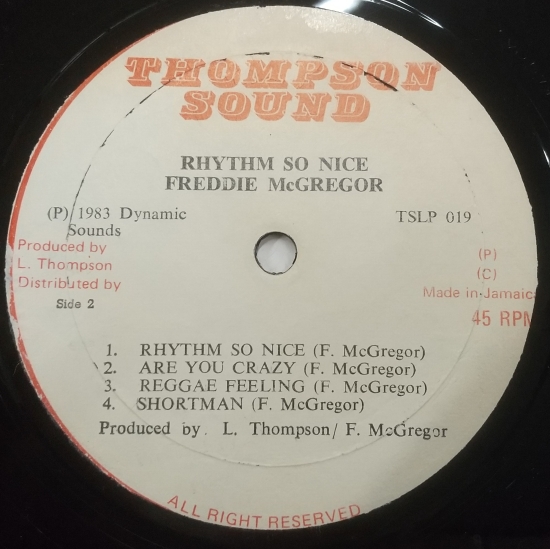 THOMPSON
SOUND
RHYTHM SO NICE
FREDDIE McGREGOR
(P) 1983 Dynamic
Sounds
TSLP 019
Produced by
L. Thompson
Distributed by
Side 2
(P)
(C)
Made in Jamaica
45 RPM
1. RHYTHM SO NICE (F. McGregor)
2. ARE YOU CRAZY (F. McGregor)
3. REGGAE FEELING (F. McGregor)
4. SHORTMAN (F. McGregor)
Produced by. L. Thompson/ F. McGregor
ALL RIGHT RESERVED